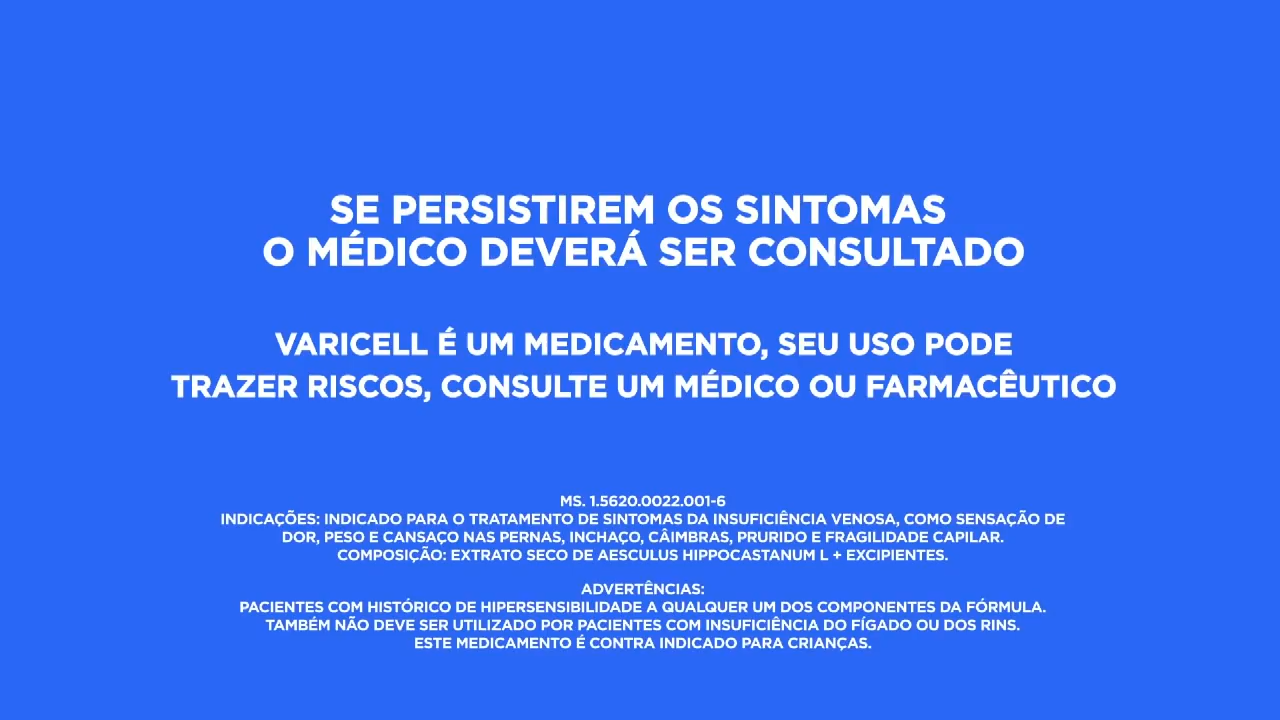 SE PERSISTIREM OS SINTOMAS
O MÉDICO DEVERÁ SER CONSULTADO
VARICELL É UM MEDICAMENTO, SEU USO PODE
TRAZER RISCOS, CONSULTE UM MÉDICO OU FARMACÊUTICO
MS. 1.5620.0022.001-6
INDICAÇÕES: INDICADO PARA O TRATAMENTO DE SINTOMAS DA INSUFICIÊNCIA VENOSA, COMO SENSAÇÃO DE
DOR, PESO E CANSAÇO NAS PERNAS, INCHAÇO, CÂIMBRAS, PRURIDO E FRAGILIDADE CAPILAR.
COMPOSIÇÃO: EXTRATO SECO DE AESCULUS HIPPOCASTANUM L + EXCIPIENTES.
ADVERTÊNCIAS:
PACIENTES COM HISTÓRICO DE HIPERSENSIBILIDADE A QUALQUER UM DOS COMPONENTES DA FÓRMULA.
TAMBÉM NÃO DEVE SER UTILIZADO POR PACIENTES COM INSUFICIÊNCIA DO FÍGADO OU DOS RINS.
ESTE MEDICAMENTO É CONTRA INDICADO PARA CRIANÇAS.